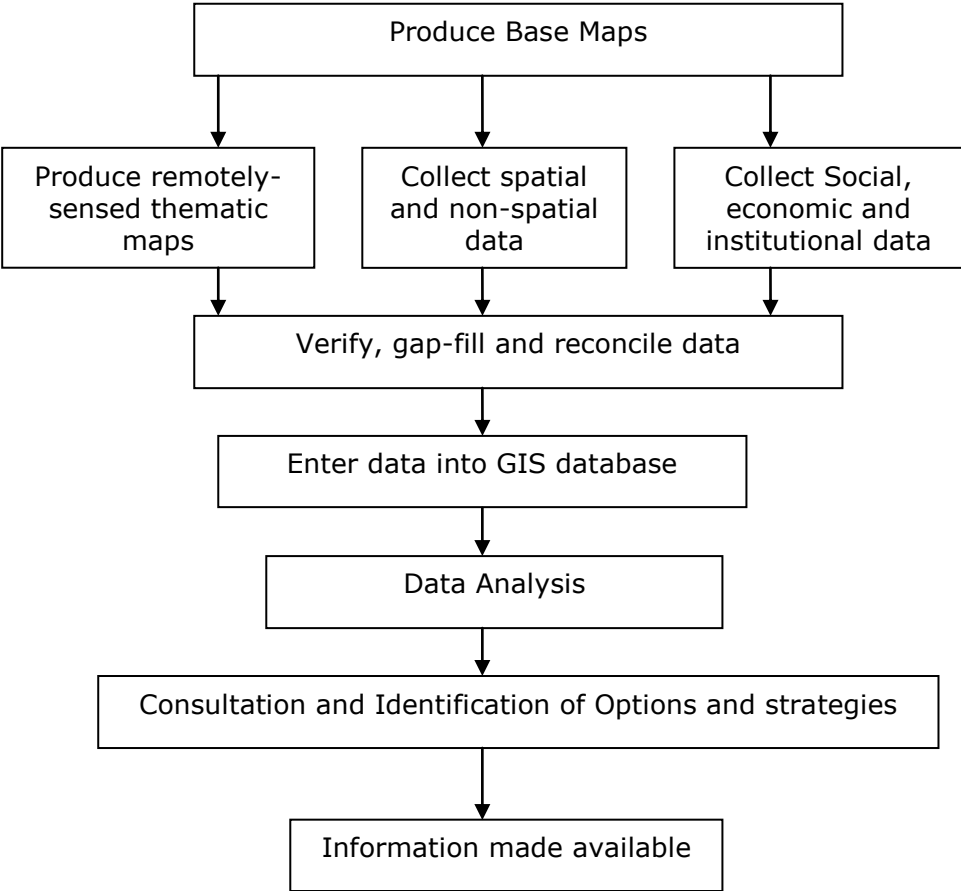 Produce Base Maps
Produce remotely-
sensed thematic
maps
Collect spatial
and non-spatial
data
Collect Social,
economic and
institutional data
Verify, gap-fill and reconcile data
Enter data into GIS database
Data Analysis
Consultation and Identification of Options and strategies
Information made available